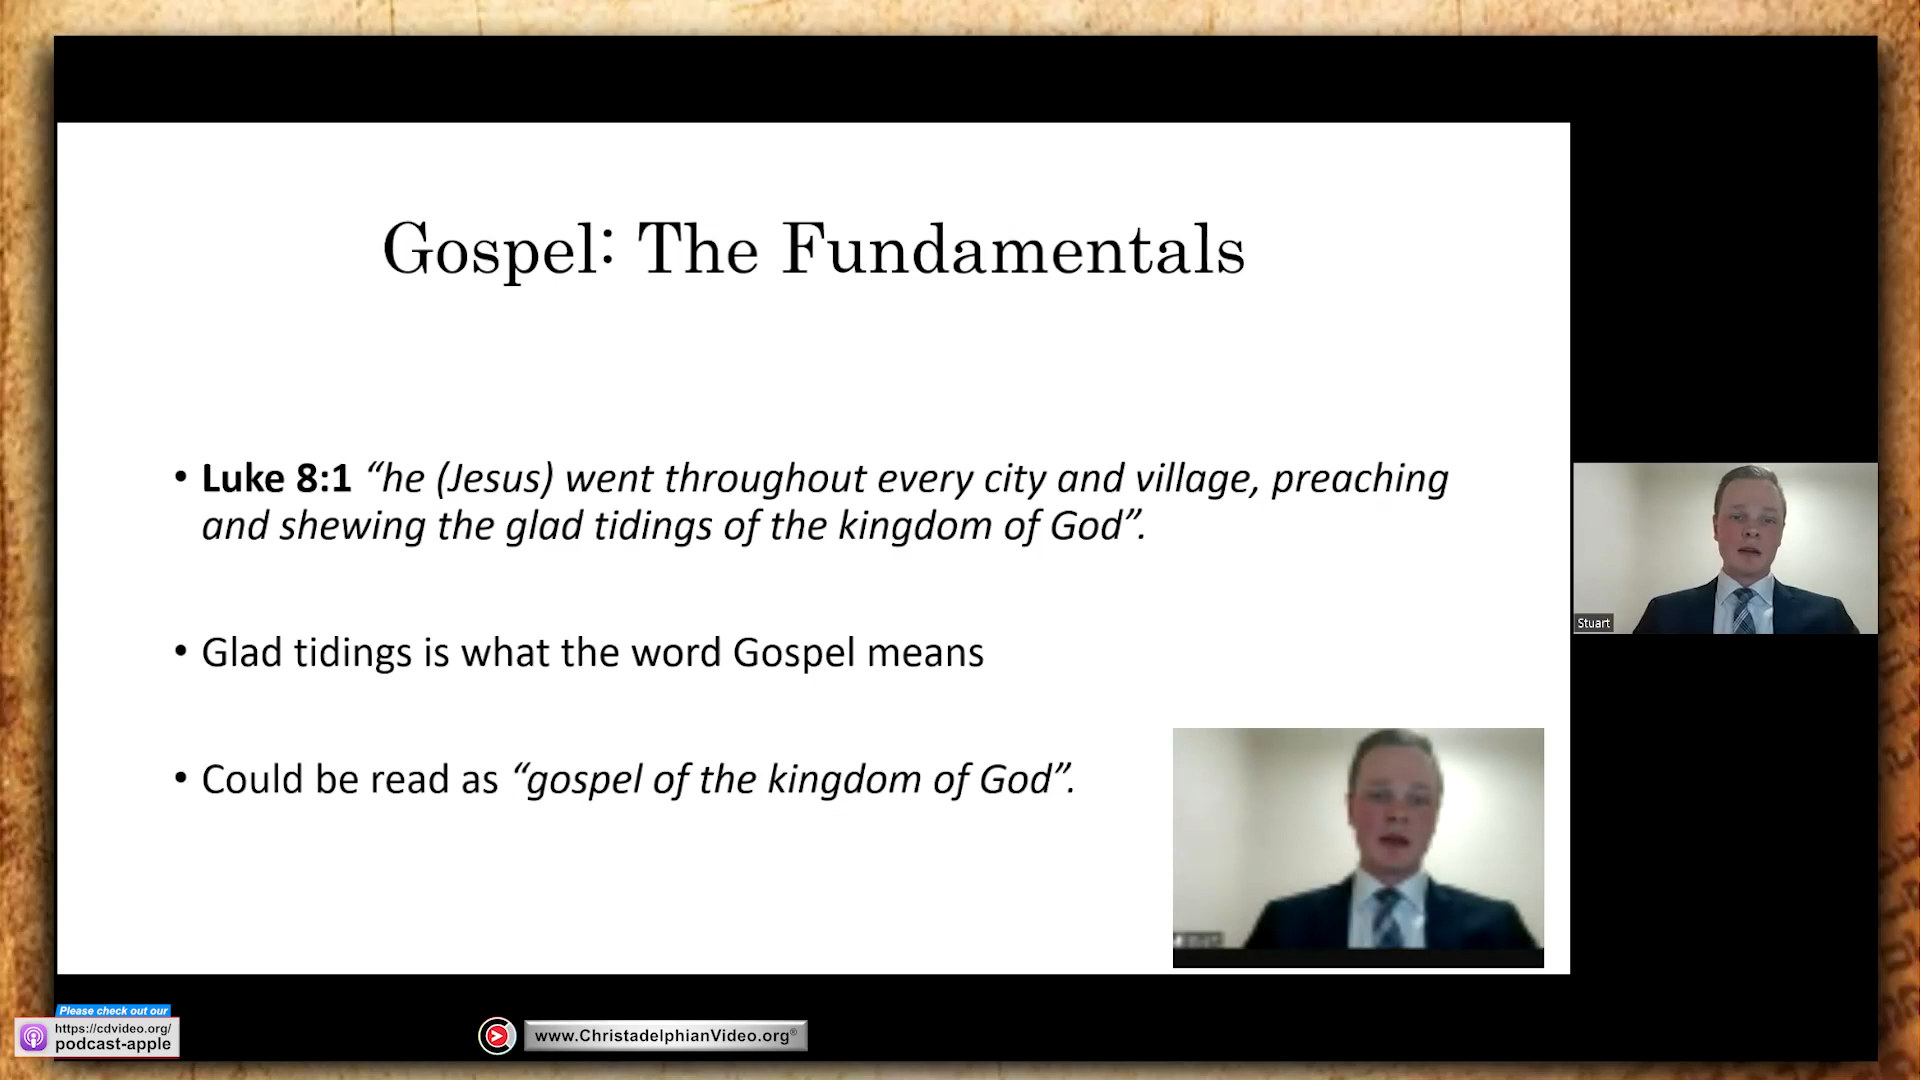 Gospel: The Fundamentals
• Luke 8:1 “he (Jesus) went throughout every city and village, preaching
and shewing the glad tidings of the kingdom of God”.
• Glad tidings is what the word Gospel means
• Could be read as “gospel of the kingdom of God”.
Stuart
Please check out our
https://cdvideo.org/
podcast-apple
www.ChristadelphianVideo.org®